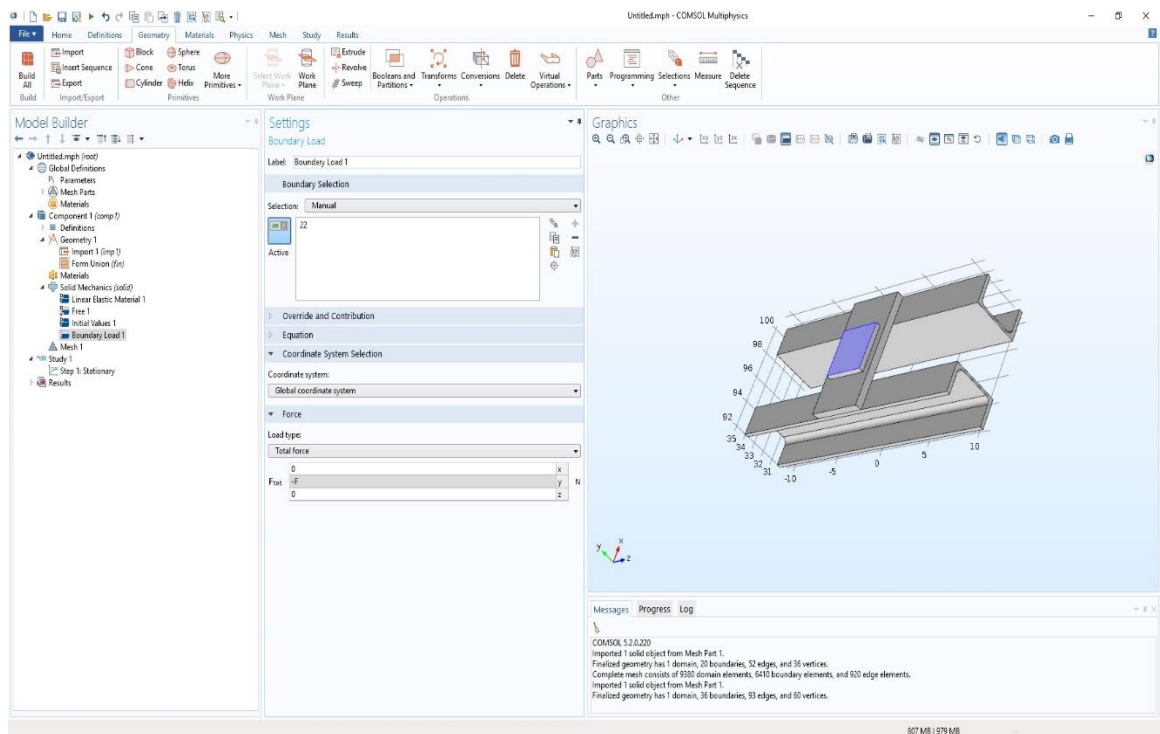 Untitled.mph - COMSOL Multiphysics
File Home Definitions Geometry Materials Physics Mesh Study Results
Build All
Build
Import
Insert Sequence
Export
Import/Export
Block Sphere
Cone Torus
Cylinder Helix
More Primitives
Primitives
Select Work Plane
Work Plane
Work Plane
Extrude
Revolve
Sweep
Booleans and Partitions
Transforms
Conversions
Delete
Virtual Operations
Operations
Parts
Programming
Selections
Measure
Delete Sequence
Other
Model Builder
Untitled.mph (root)
Global Definitions
Pi Parameters
Mesh Parts
Materials
Component 1 (comp 1)
Definitions
Geometry 1
Import 1 (imp 1)
Form Union (fin)
Materials
Solid Mechanics (solid)
Linear Elastic Material 1
Free 1
Initial Values 1
Boundary Load 1
Mesh 1
Study 1
Step 1: Stationary
Results
Settings
Boundary Load
Label: Boundary Load 1
Boundary Selection
Selection: Manual
22
Active
Override and Contribution
Equation
Coordinate System Selection
Coordinate system:
Global coordinate system
Force
Load type:
Total force
0 x
Ftot -F y N
0 z
Graphics
100
98
96
94
92
35
34
33
32
31
-10
-5
0
5
10
y x
z
Messages Progress Log
COMSOL 5.2.0.220
Imported 1 solid object from Mesh Part 1.
Finalized geometry has 1 domain, 20 boundaries, 52 edges, and 36 vertices.
Complete mesh consists of 9380 domain elements, 6410 boundary elements, and 920 edge elements.
Imported 1 solid object from Mesh Part 1.
Finalized geometry has 1 domain, 36 boundaries, 93 edges, and 60 vertices.
807 MB | 979 MB